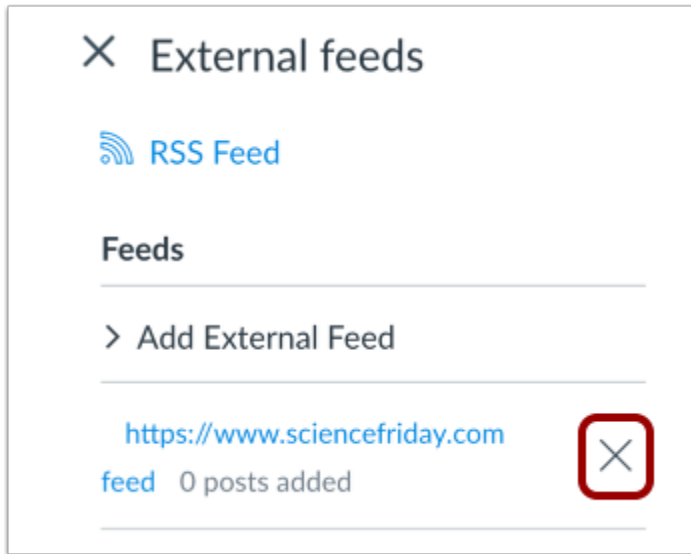 External feeds
RSS Feed
Feeds
Add External Feed
https://www.sciencefriday.com
feed 0 posts added